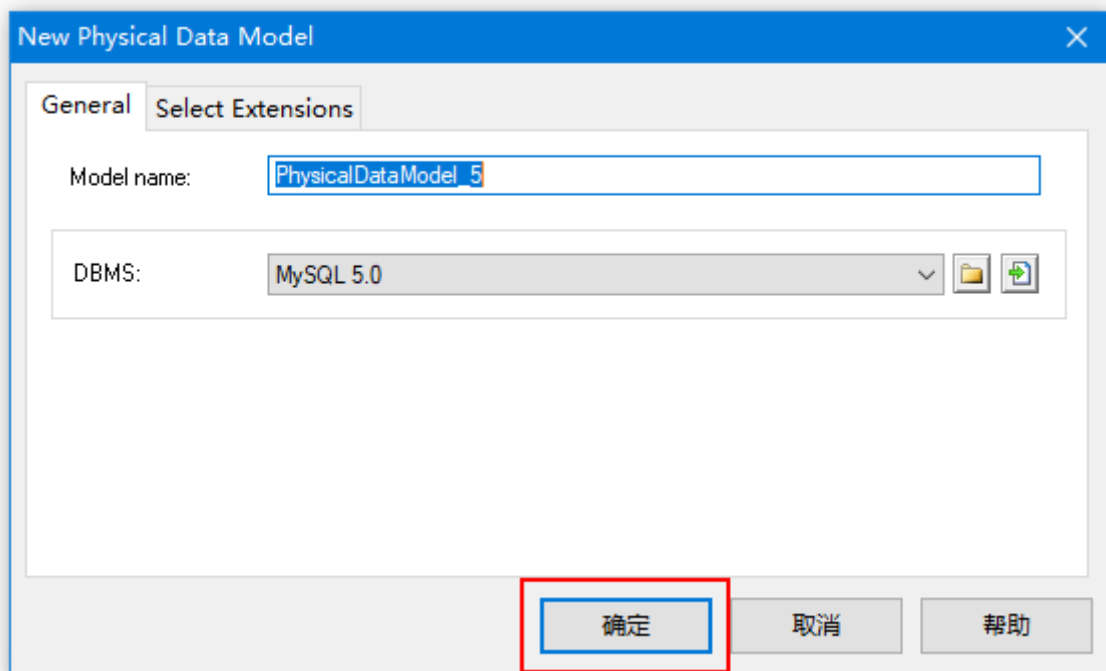 New Physical Data Model
General Select Extensions
Model name: PhysicalDataModel_5
DBMS: MySQL 5.0
确定 取消 帮助